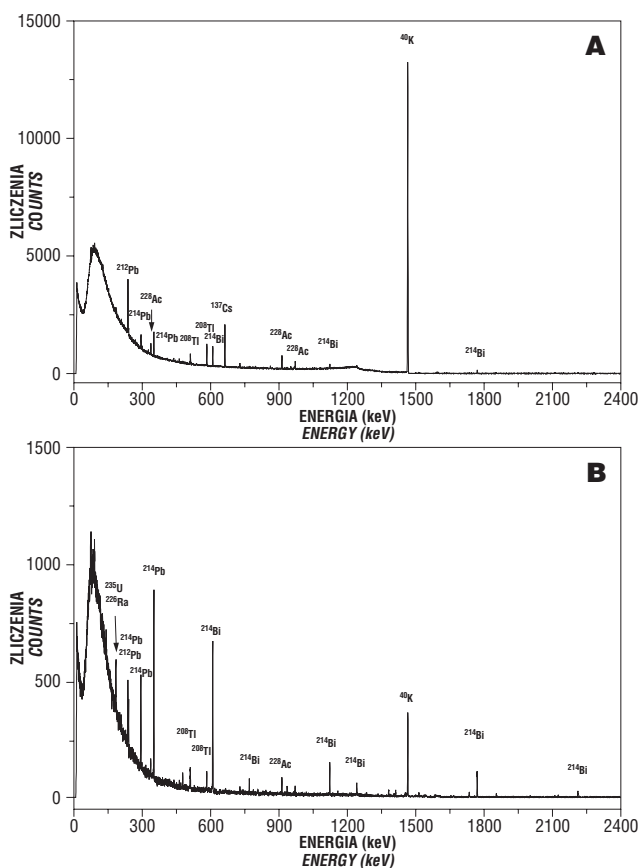 15000
A
⁴⁰K
10000
ZLICZENIA
COUNTS
5000
²¹²Pb
²²⁸Ac
²¹⁴Pb
²¹⁴Pb
²⁰⁸Tl
²⁰⁸Tl
²¹⁴Bi
¹³⁷Cs
²²⁸Ac
²²⁸Ac
²¹⁴Bi
²¹⁴Bi
0
0 300 600 900 1200 1500 1800 2100 2400
ENERGIA (keV)
ENERGY (keV)
1500
B
1000
ZLICZENIA
COUNTS
²³⁵U
²²⁶Ra
²¹⁴Pb
²¹⁴Pb
²¹²Pb
²¹⁴Pb
²¹⁴Bi
500
⁴⁰K
²⁰⁸Tl
²⁰⁸Tl
²¹⁴Bi
²²⁸Ac
²¹⁴Bi
²¹⁴Bi
²¹⁴Bi
²¹⁴Bi
0
0 300 600 900 1200 1500 1800 2100 2400
ENERGIA (keV)
ENERGY (keV)